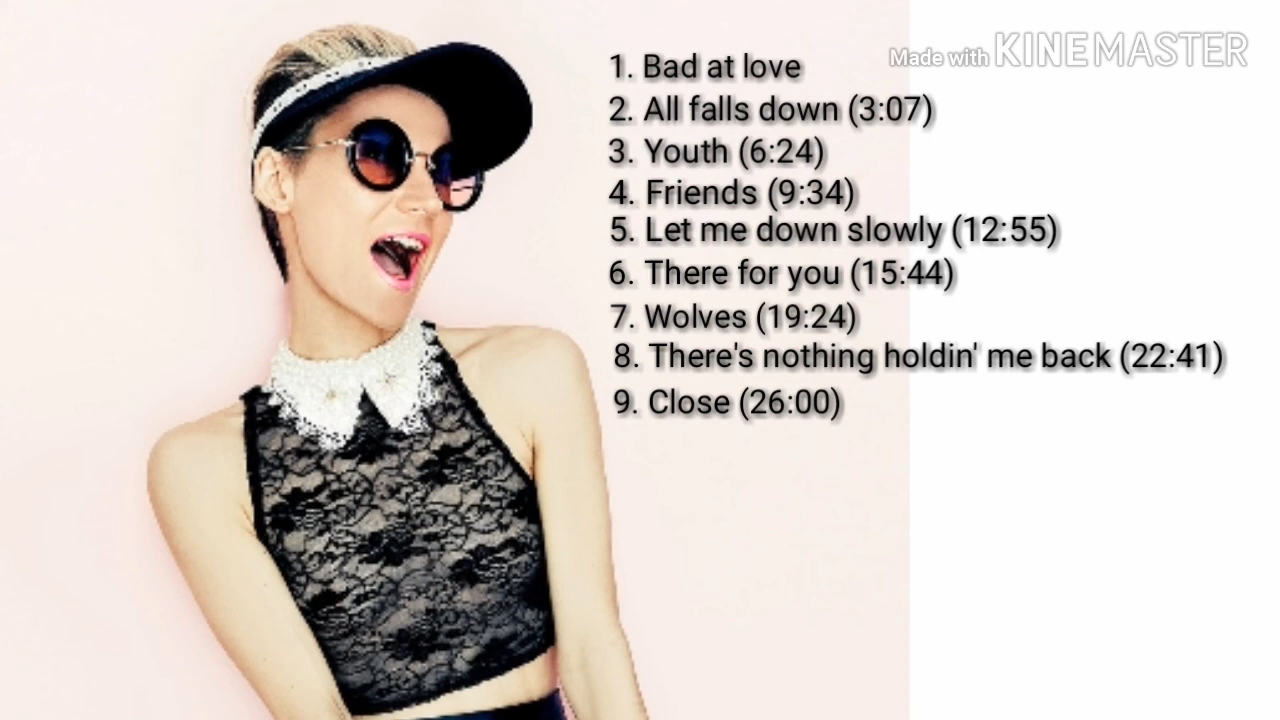 Made with KINEMASTER
1. Bad at love
2. All falls down (3:07)
3. Youth (6:24)
4. Friends (9:34)
5. Let me down slowly (12:55)
6. There for you (15:44)
7. Wolves (19:24)
8. There's nothing holdin' me back (22:41)
9. Close (26:00)